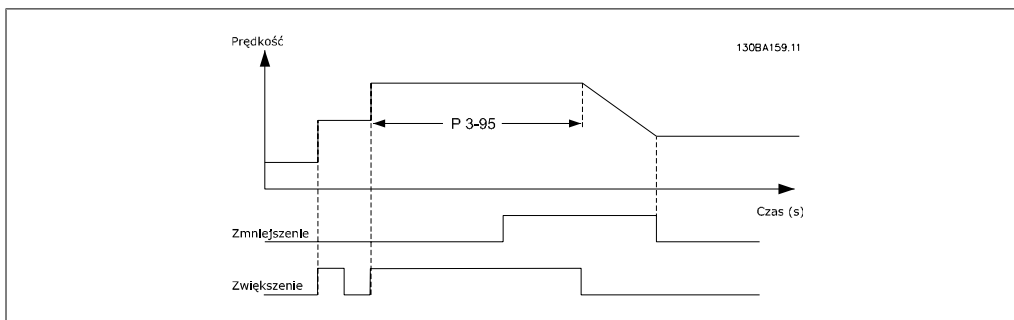 Prędkość
130BA159.11
P 3-95
Czas (s)
Zmniejszenie
Zwiększenie